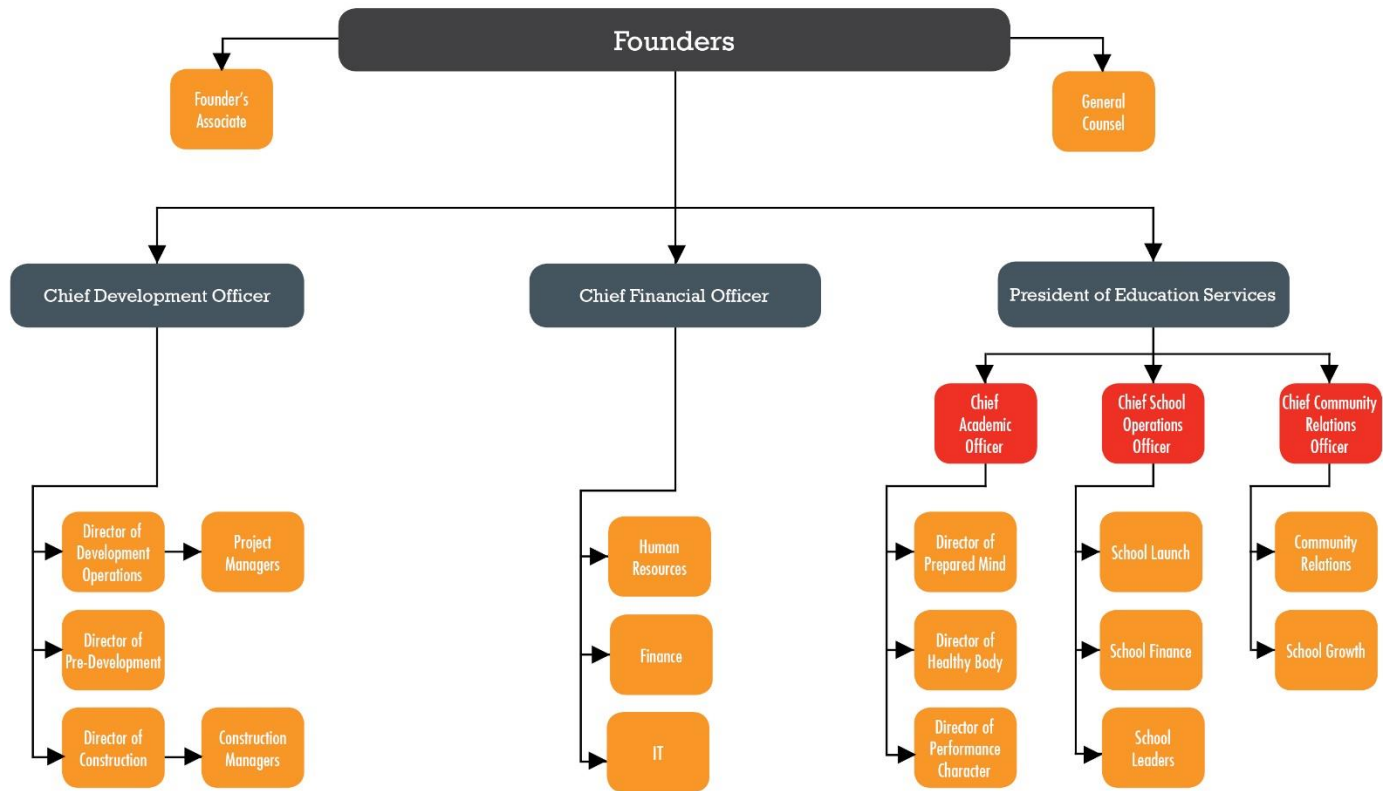 Founders
Founder's
Associate
General
Counsel
Chief Development Officer
Chief Financial Officer
President of Education Services
Chief
Academic
Officer
Chief School
Operations
Officer
Chief Community
Relations
Officer
Director of
Development
Operations
Project
Managers
Human
Resources
Director of
Prepared Mind
School Launch
Community
Relations
Director of
Pre-Development
Finance
Director of
Healthy Body
School Finance
School Growth
Director of
Construction
Construction
Managers
IT
Director of
Performance
Character
School
Leaders